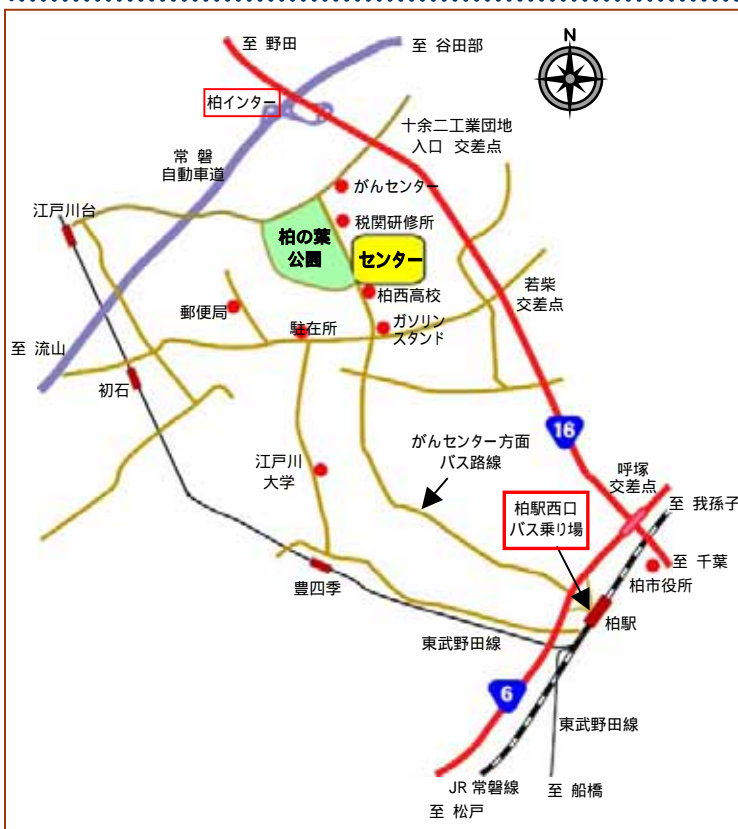 N
至 野田
至 谷田部
柏インター
十余二工業団地
入口 交差点
常 磐
自動車道
がんセンター
江戸川台
税関研修所
柏の葉
公園
センター
柏西高校
若柴
交差点
郵便局
駐在所
ガソリン
スタンド
至 流山
初石
16
がんセンター方面
バス路線
江戸川
大学
呼塚
交差点
柏駅西口
バス乗り場
至 我孫子
至 千葉
柏市役所
豊四季
柏駅
東武野田線
6
東武野田線
JR 常磐線
至 船橋
至 松戸